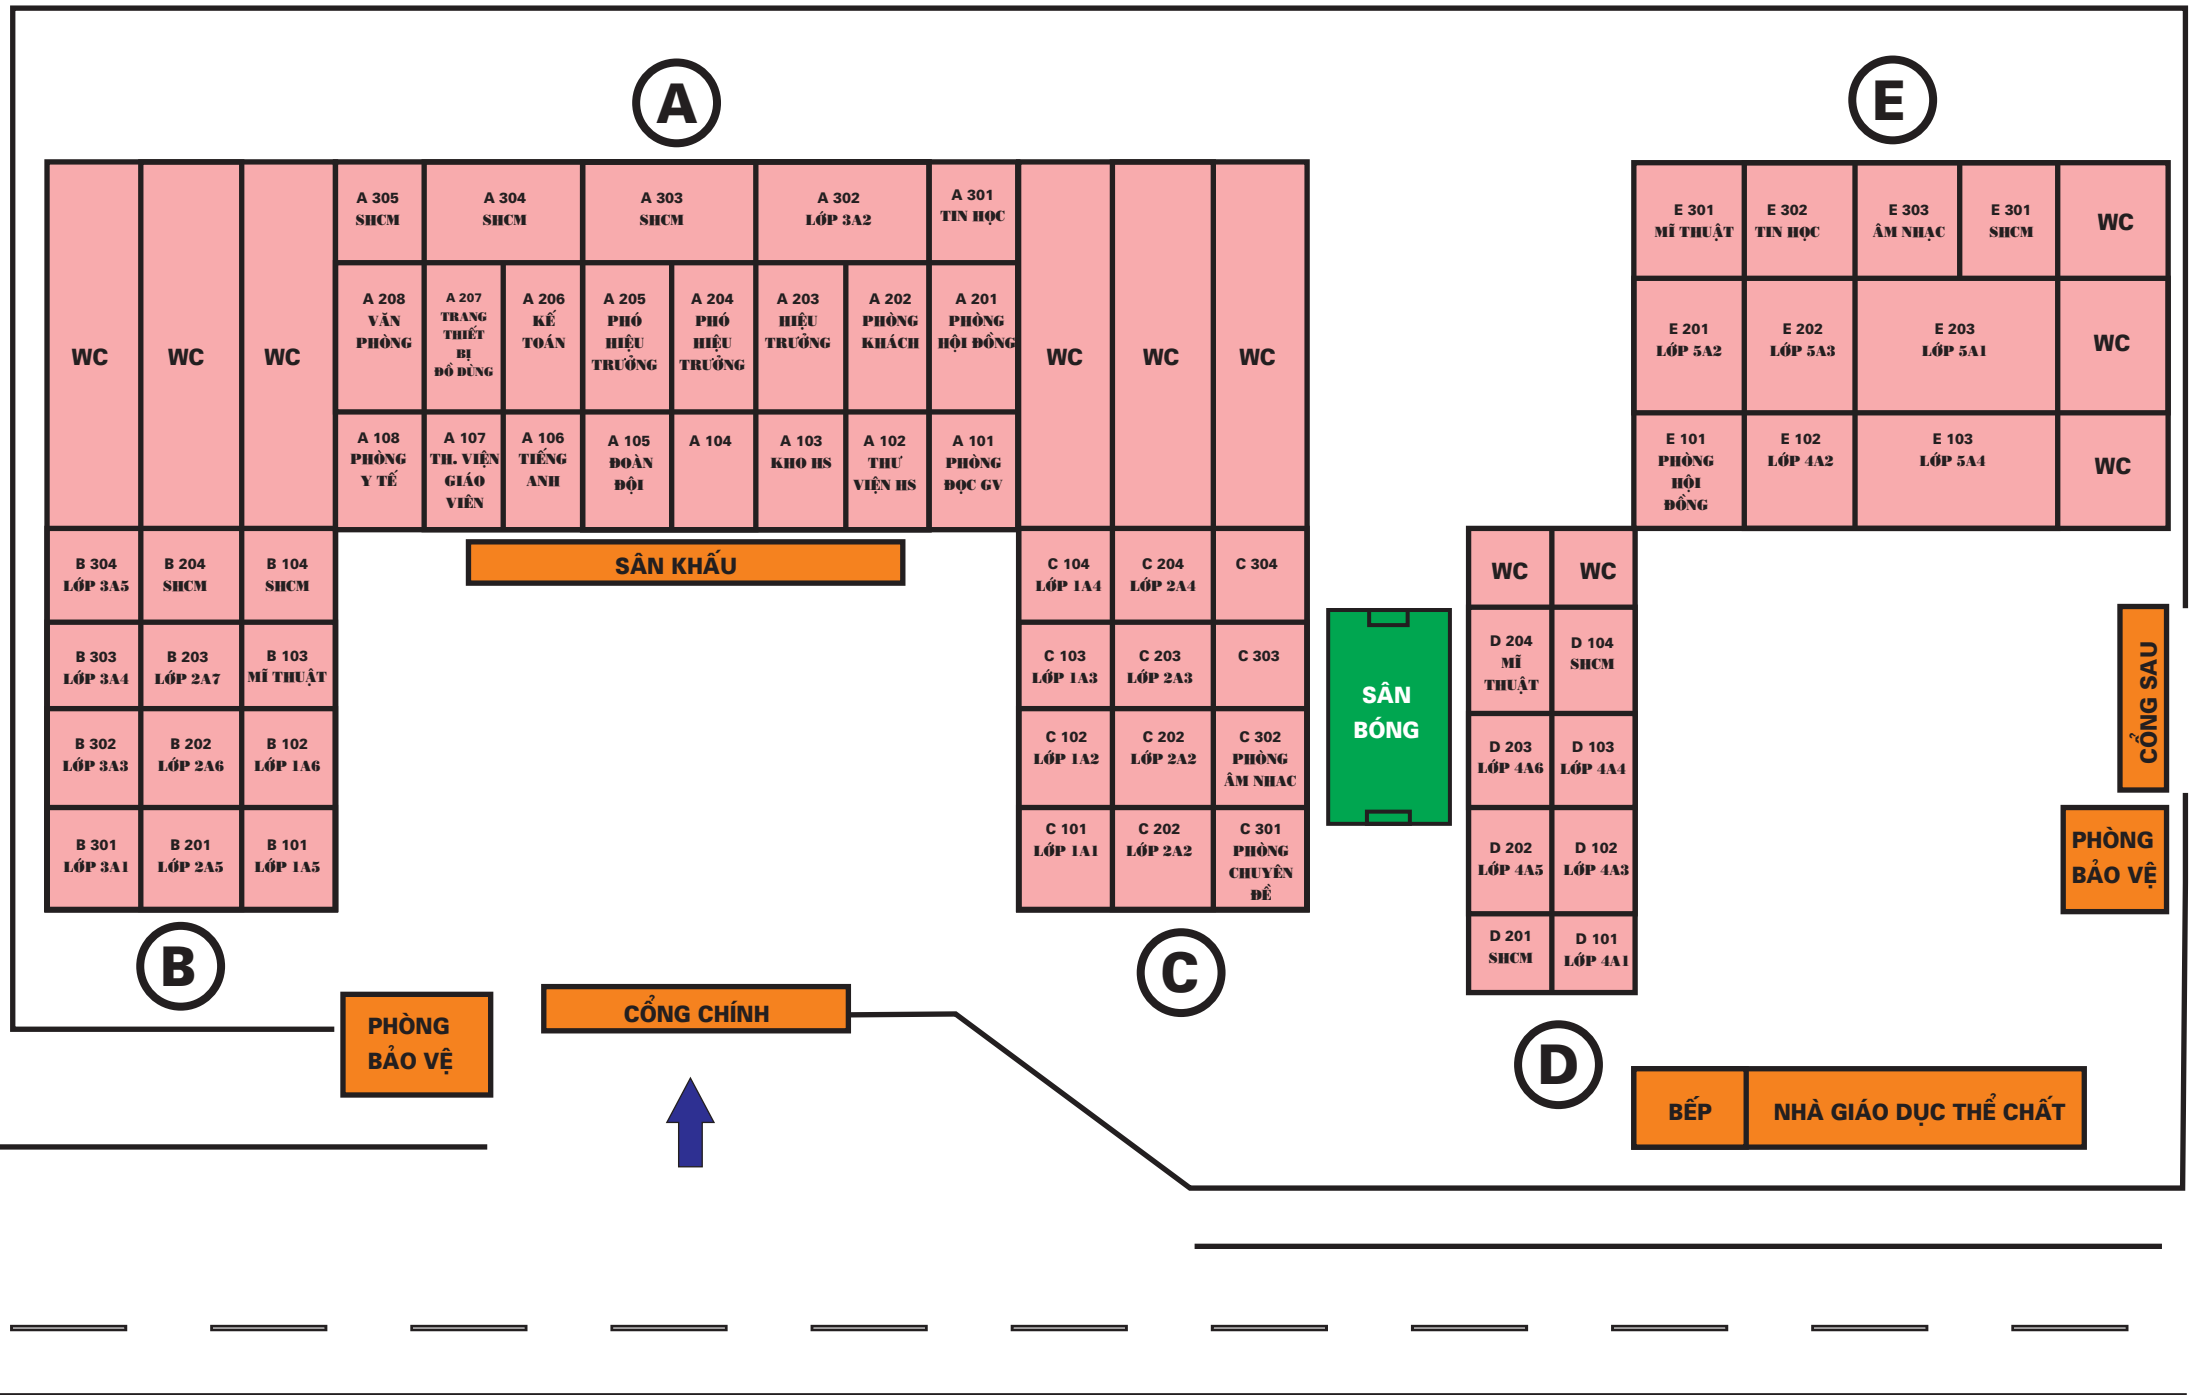 A
E
A 305
SHCM
A 304
SHCM
A 303
SHCM
A 302
LỚP 3A2
A 301
TIN HỌC
A 208
VĂN
PHÒNG
A 207
TRANG
THIẾT
BỊ
ĐỒ DÙNG
A 206
KẾ
TOÁN
A 205
PHÓ
HIỆU
TRƯỞNG
A 204
PHÓ
HIỆU
TRƯỞNG
A 203
HIỆU
TRƯỞNG
A 202
PHÒNG
KHÁCH
A 201
PHÒNG
HỘI ĐỒNG
A 108
PHÒNG
Y TẾ
A 107
TH. VIỆN
GIÁO
VIÊN
A 106
TIẾNG
ANH
A 105
ĐOÀN
ĐỘI
A 104
A 103
KHO HS
A 102
THƯ
VIỆN HS
A 101
PHÒNG
ĐỌC GV
WC
WC
WC
WC
WC
WC
E 301
MĨ THUẬT
E 302
TIN HỌC
E 303
ÂM NHẠC
E 301
SHCM
WC
E 201
LỚP 5A2
E 202
LỚP 5A3
E 203
LỚP 5A1
WC
E 101
PHÒNG
HỘI
ĐỒNG
E 102
LỚP 4A2
E 103
LỚP 5A4
WC
B 304
LỚP 3A5
B 204
SHCM
B 104
SHCM
B 303
LỚP 3A4
B 203
LỚP 2A7
B 103
MĨ THUẬT
B 302
LỚP 3A3
B 202
LỚP 2A6
B 102
LỚP 1A6
B 301
LỚP 3A1
B 201
LỚP 2A5
B 101
LỚP 1A5
B
SÂN KHẤU
C 104
LỚP 1A4
C 204
LỚP 2A4
C 304
C 103
LỚP 1A3
C 203
LỚP 2A3
C 303
C 102
LỚP 1A2
C 202
LỚP 2A2
C 302
PHÒNG
ÂM NHAC
C 101
LỚP 1A1
C 202
LỚP 2A2
C 301
PHÒNG
CHUYÊN
ĐỀ
C
SÂN
BÓNG
WC
WC
D 204
MĨ
THUẬT
D 104
SHCM
D 203
LỚP 4A6
D 103
LỚP 4A4
D 202
LỚP 4A5
D 102
LỚP 4A3
D 201
SHCM
D 101
LỚP 4A1
D
CỔNG SAU
PHÒNG
BẢO VỆ
PHÒNG
BẢO VỆ
CỔNG CHÍNH
BẾP
NHÀ GIÁO DỤC THỂ CHẤT